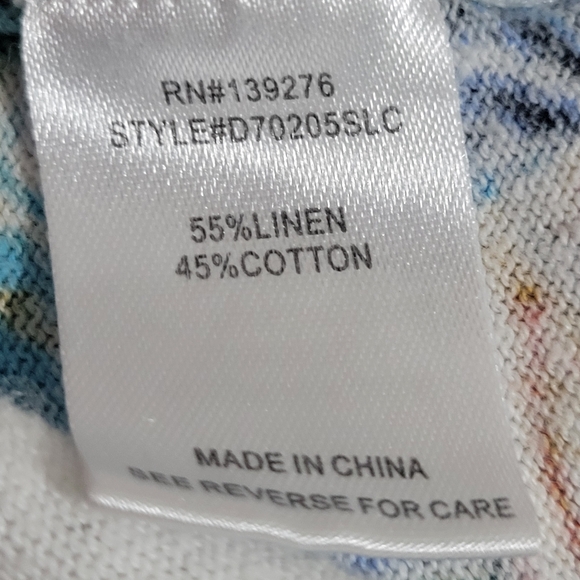 RN#139276
STYLE#D70205SLC
55%LINEN
45%COTTON
MADE IN CHINA
SEE REVERSE FOR CARE